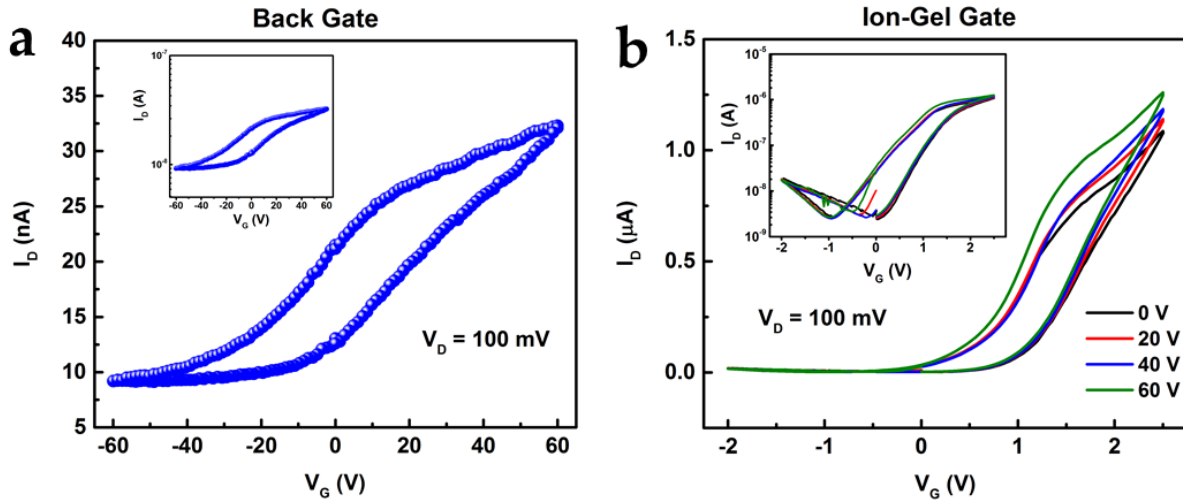 Back Gate
a
40
35
30
25
20
15
10
5
I_D (nA)
-60 -40 -20 0 20 40 60
V_G (V)
V_D = 100 mV
10^-7
10^-8
I_D (A)
-60 -40 -20 0 20 40 60
V_G (V)
Ion-Gel Gate
b
1.5
1.0
0.5
0.0
I_D (µA)
-2 -1 0 1 2
V_G (V)
V_D = 100 mV
0 V
20 V
40 V
60 V
10^-5
10^-6
10^-7
10^-8
10^-9
I_D (A)
-2 -1 0 1 2
V_G (V)